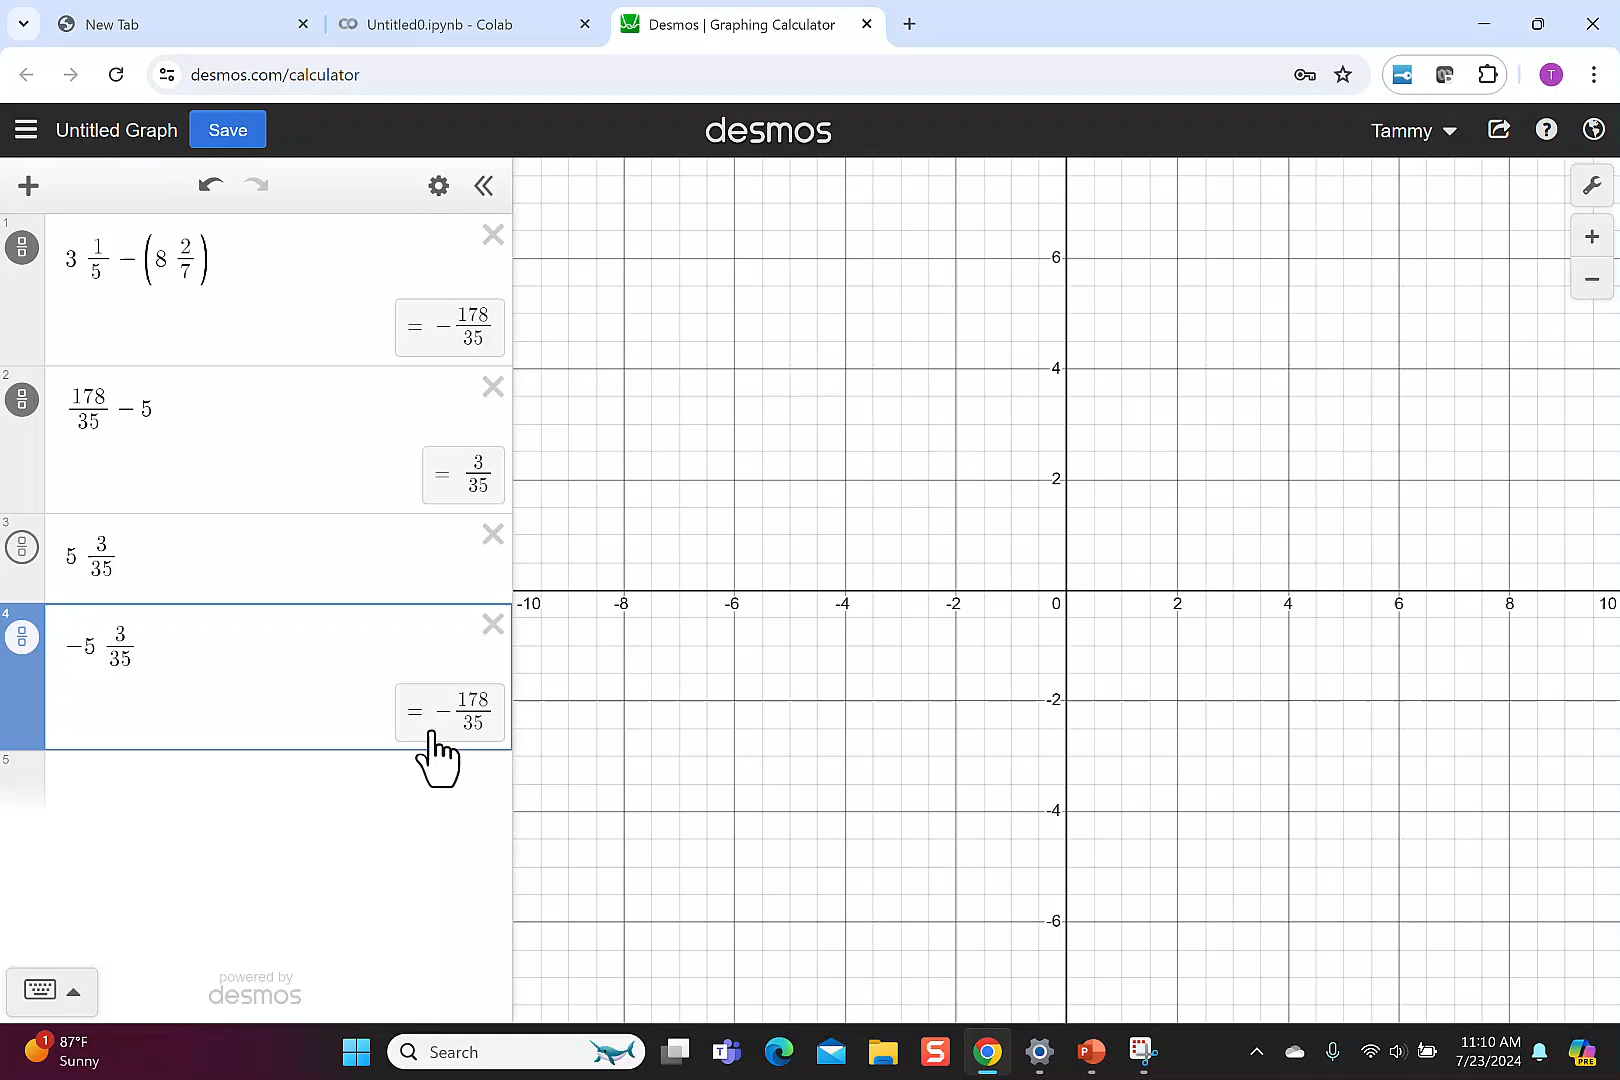 New Tab
Untitled0.ipynb - Colab
Desmos | Graphing Calculator
desmos.com/calculator
T
Untitled Graph
Save
desmos
Tammy
1
3 1/5 − (8 2/7)
= −178/35
2
178/35 − 5
= 3/35
3
5 3/35
4
−5 3/35
= −178/35
5
6
4
2
-10 -8 -6 -4 -2 0 2 4 6 8 10
-2
-4
-6
powered by
desmos
1
87°F
Sunny
Search
T
S
P
PRE
11:10 AM
7/23/2024